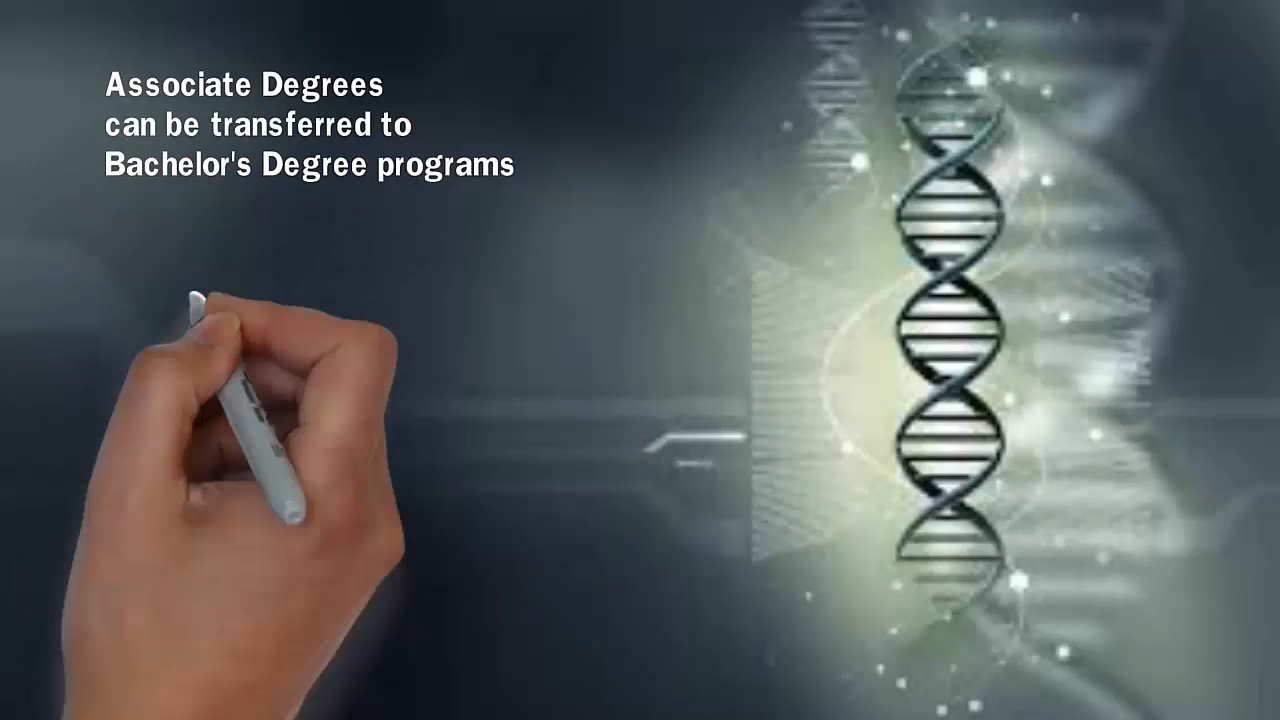 Associate Degrees
can be transferred to
Bachelor's Degree programs